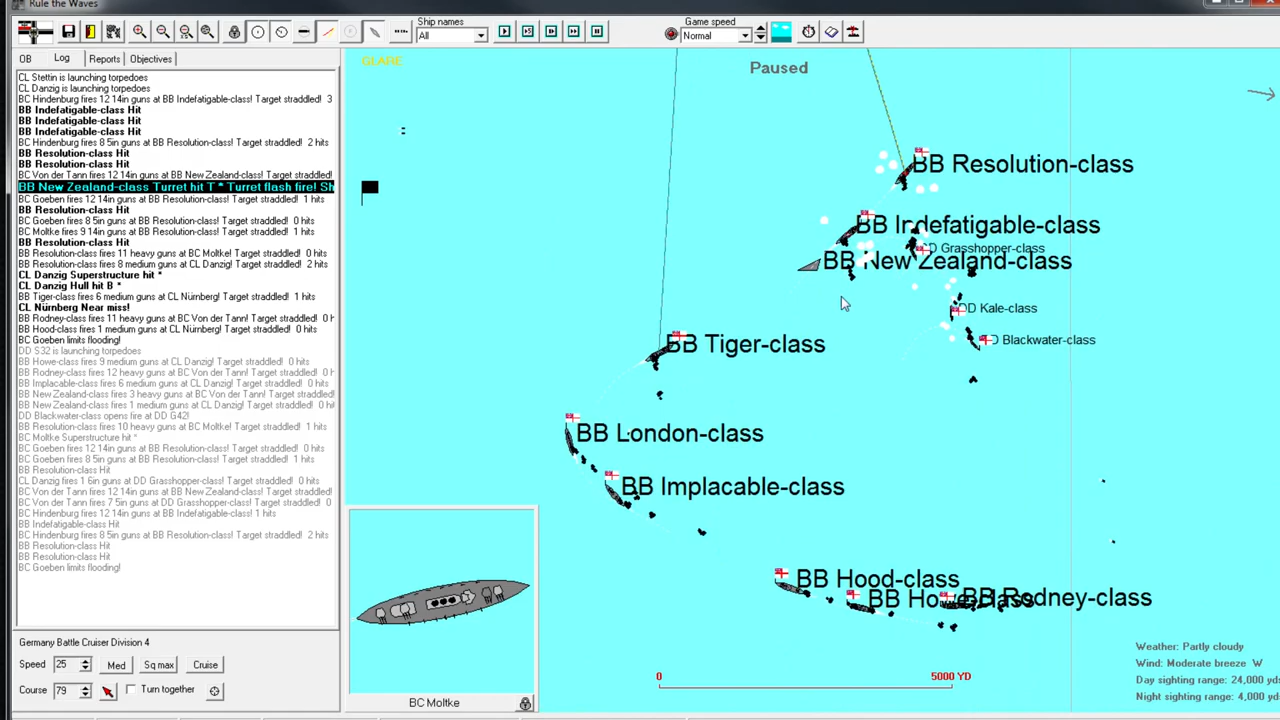 Rule the Waves
Ship names
All
Game speed
Normal
OB Log Reports Objectives
CL Stettin is launching torpedoes
CL Danzig is launching torpedoes
BC Hindenburg fires 12 14in guns at BB Indefatigable-class! Target straddled! 3
BB Indefatigable-class Hit
BB Indefatigable-class Hit
BB Indefatigable-class Hit
BC Hindenburg fires 8 5in guns at BB Resolution-class! Target straddled! 2 hits
BB Resolution-class Hit
BB Resolution-class Hit
BC Von der Tann fires 12 14in guns at BB New Zealand-class! Target straddled!
BB New Zealand-class Turret hit T * Turret flash fire! Sh
BC Goeben fires 12 14in guns at BB Resolution-class! Target straddled! 1 hits
BB Resolution-class Hit
BC Goeben fires 8 5in guns at BB Resolution-class! Target straddled! 0 hits
BC Moltke fires 9 14in guns at BB Resolution-class! Target straddled! 1 hits
BB Resolution-class Hit
BB Resolution-class fires 11 heavy guns at BC Moltke! Target straddled! 0 hits
BB Resolution-class fires 8 medium guns at CL Danzig! Target straddled! 2 hits
CL Danzig Superstructure hit *
CL Danzig Hull hit B *
BB Tiger-class fires 6 medium guns at CL Nürnberg! Target straddled! 1 hits
CL Nürnberg Near miss!
BB Rodney-class fires 11 heavy guns at BC Von der Tann! Target straddled! 0 hits
BB Hood-class fires 1 medium guns at CL Nürnberg! Target straddled! 0 hits
BC Goeben limits flooding!
DD S32 is launching torpedoes
BB Howe-class fires 9 medium guns at CL Danzig! Target straddled! 0 hits
BB Rodney-class fires 12 heavy guns at BC Von der Tann! Target straddled! 0 hits
BB Implacable-class fires 6 medium guns at CL Danzig! Target straddled! 0 hits
BB New Zealand-class fires 3 heavy guns at BC Von der Tann! Target straddled! 0
BB New Zealand-class fires 1 medium guns at CL Danzig! Target straddled! 0 hi
DD Blackwater-class opens fire at DD G42!
BB Resolution-class fires 10 heavy guns at BC Moltke! Target straddled! 1 hits
BC Moltke Superstructure hit *
BC Goeben fires 12 14in guns at BB Resolution-class! Target straddled! 0 hits
BC Goeben fires 8 5in guns at BB Resolution-class! Target straddled! 1 hits
BB Resolution-class Hit
CL Danzig fires 1 6in guns at DD Grasshopper-class! Target straddled! 0 hits
BC Von der Tann fires 12 14in guns at BB New Zealand-class! Target straddled!
BC Von der Tann fires 7 5in guns at DD Grasshopper-class! Target straddled! 0 hits
BC Hindenburg fires 12 14in guns at BB Indefatigable-class! 1 hits
BB Indefatigable-class Hit
BC Hindenburg fires 8 5in guns at BB Resolution-class! Target straddled! 2 hits
BB Resolution-class Hit
BB Resolution-class Hit
BC Goeben limits flooding!
Germany Battle Cruiser Division 4
Speed 25 Med Sq max Cruise
Course 79 Turn together
GLABE
Paused
BB Resolution-class
BB Indefatigable-class
DD Grasshopper-class
BB New Zealand-class
DD Kale-class
DD Blackwater-class
BB Tiger-class
BB London-class
BB Implacable-class
BB Hood-class
BB Howe-class
BB Rodney-class
BC Moltke
0 5000 YD
Weather: Partly cloudy
Wind: Moderate breeze W
Day sighting range: 24,000 yds
Night sighting range: 4,000 yds